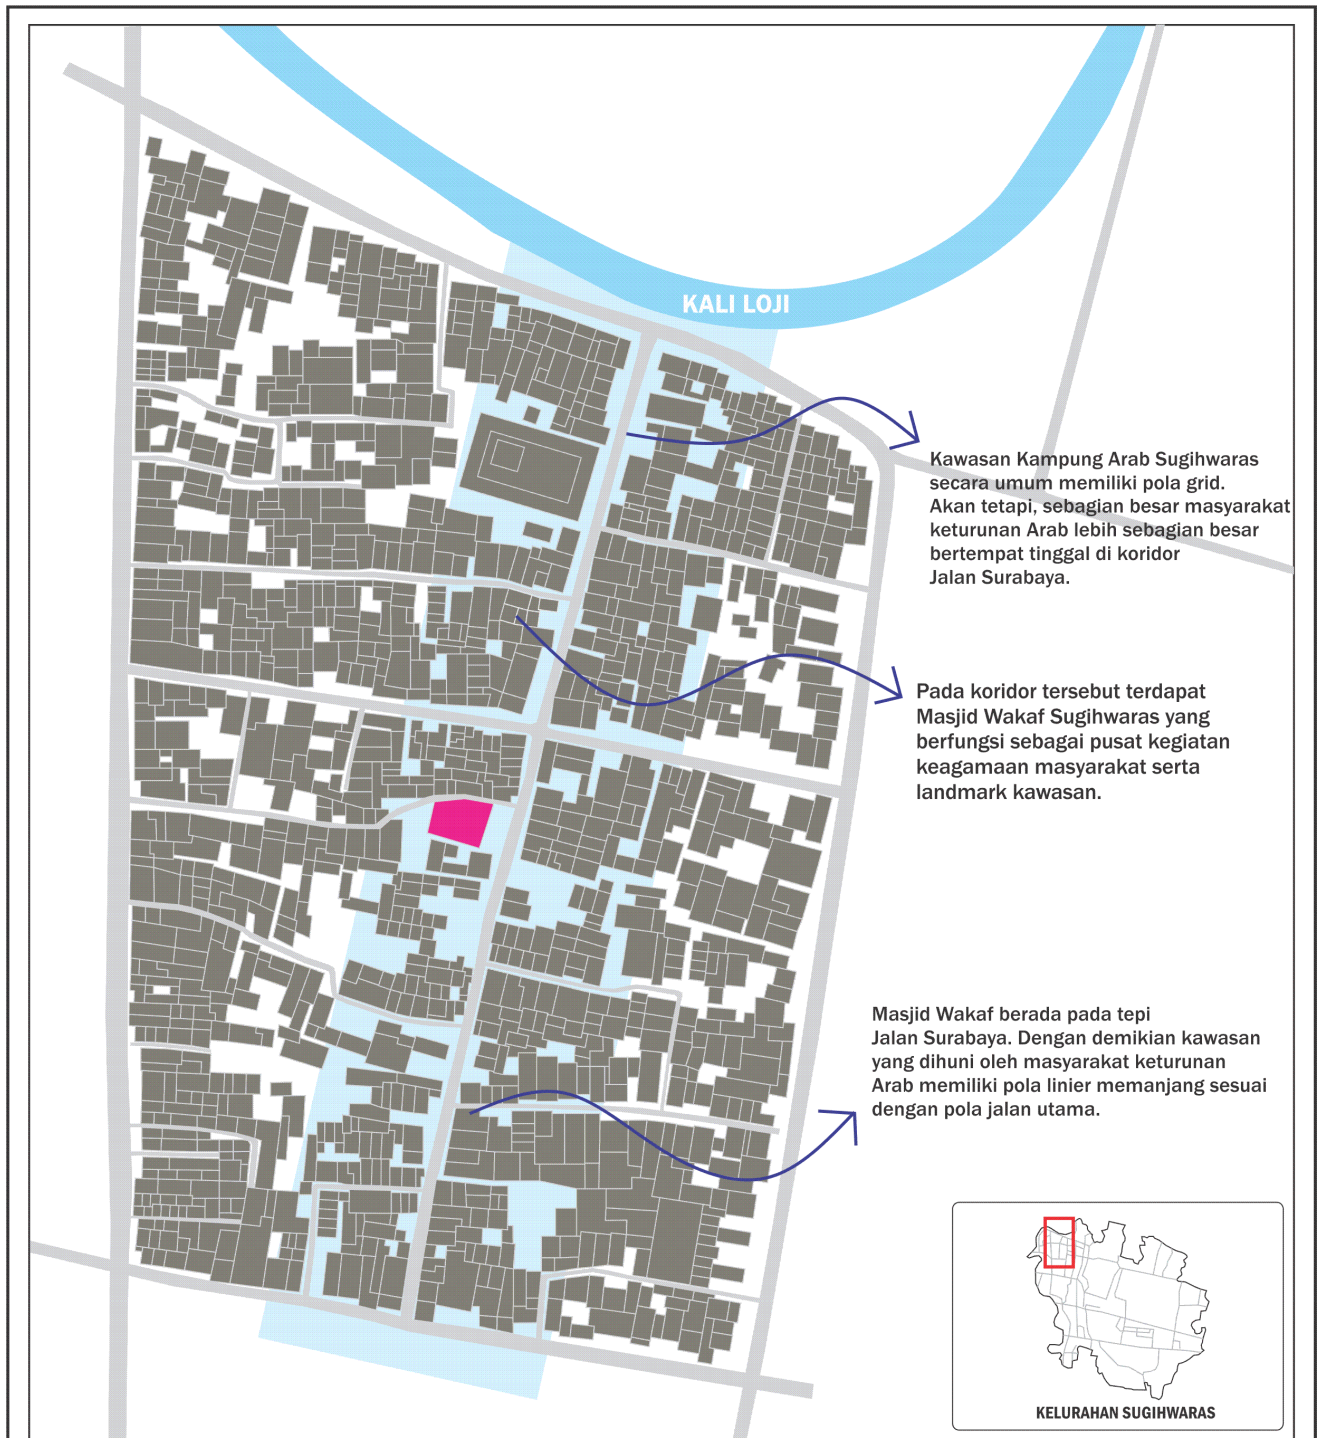 KALI LOJI
Kawasan Kampung Arab Sugihwaras
secara umum memiliki pola grid.
Akan tetapi, sebagian besar masyarakat
keturunan Arab lebih sebagian besar
bertempat tinggal di koridor
Jalan Surabaya.
Pada koridor tersebut terdapat
Masjid Wakaf Sugihwaras yang
berfungsi sebagai pusat kegiatan
keagamaan masyarakat serta
landmark kawasan.
Masjid Wakaf berada pada tepi
Jalan Surabaya. Dengan demikian kawasan
yang dihuni oleh masyarakat keturunan
Arab memiliki pola linier memanjang sesuai
dengan pola jalan utama.
KELURAHAN SUGIHWARAS